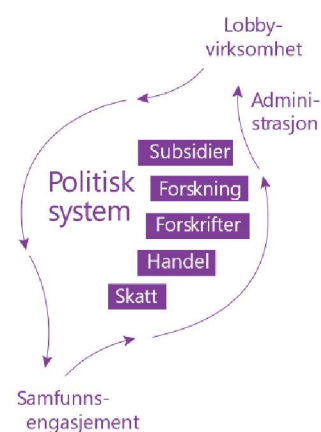 Lobby-
virksomhet
Admini-
strasjon
Subsidier
Politisk
system
Forskning
Forskrifter
Handel
Skatt
Samfunns-
engasjement